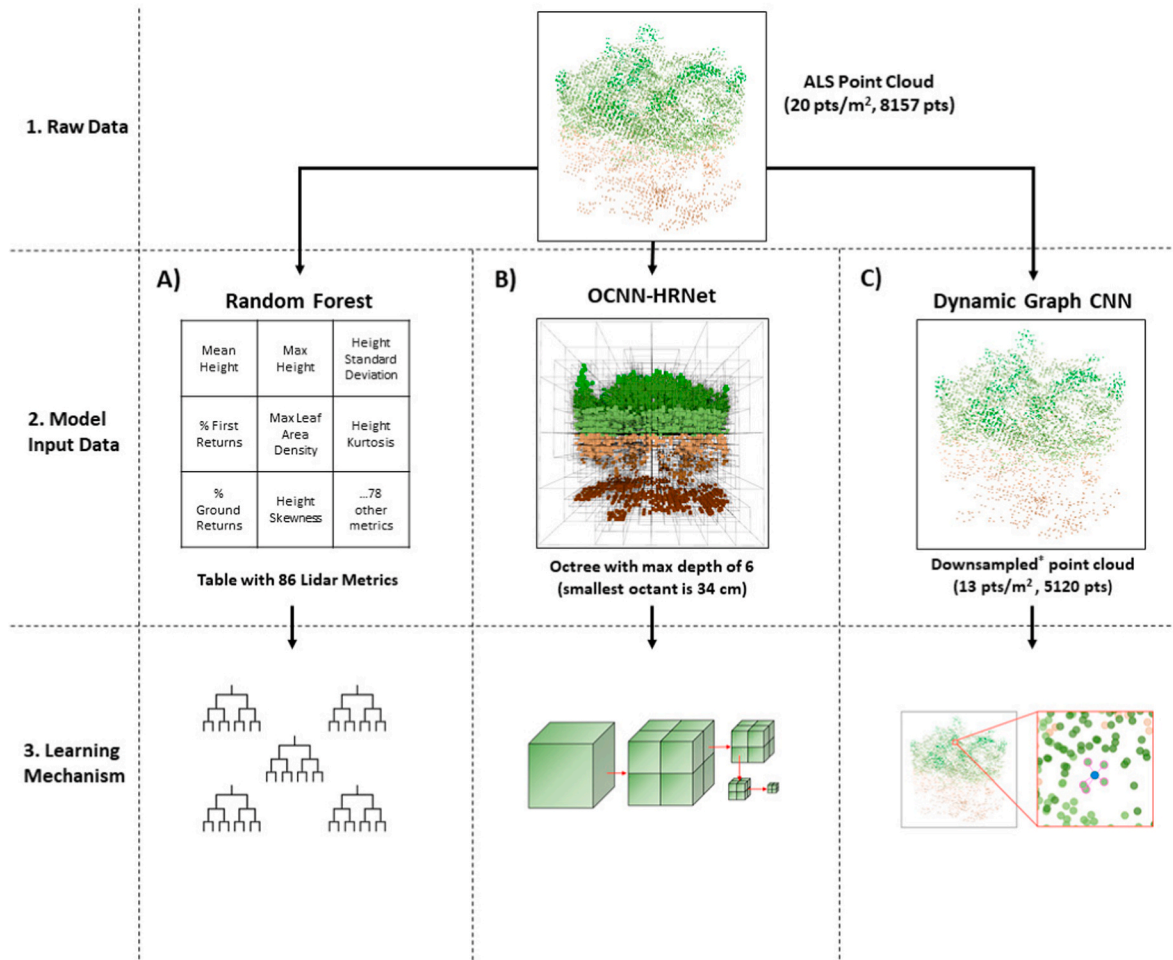 1. Raw Data
ALS Point Cloud
(20 pts/m², 8157 pts)
2. Model
Input Data
A)
Random Forest
Mean
Height
Max
Height
Height
Standard
Deviation
% First
Returns
Max Leaf
Area
Density
Height
Kurtosis
%
Ground
Returns
Height
Skewness
...78
other
metrics
Table with 86 Lidar Metrics
B)
OCNN-HRNet
Octree with max depth of 6
(smallest octant is 34 cm)
C)
Dynamic Graph CNN
Downsampled* point cloud
(13 pts/m², 5120 pts)
3. Learning
Mechanism